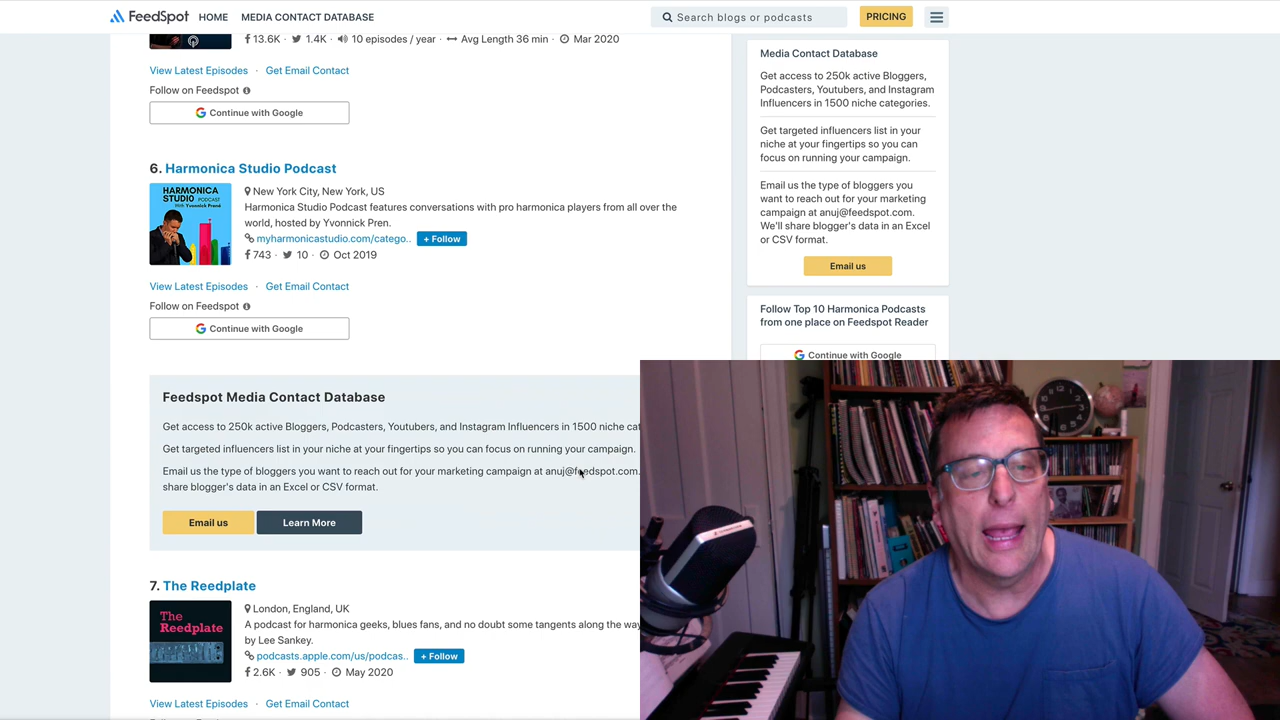 FeedSpot HOME MEDIA CONTACT DATABASE Search blogs or podcasts PRICING
13.6K · 1.4K · 10 episodes / year · Avg Length 36 min · Mar 2020
View Latest Episodes · Get Email Contact
Follow on Feedspot
Continue with Google
6. Harmonica Studio Podcast
HARMONICA
STUDIO PODCAST
With Yvonnick Prené
New York City, New York, US
Harmonica Studio Podcast features conversations with pro harmonica players from all over the
world, hosted by Yvonnick Pren.
myharmonicastudio.com/catego.. + Follow
743 · 10 · Oct 2019
View Latest Episodes · Get Email Contact
Follow on Feedspot
Continue with Google
Feedspot Media Contact Database
Get access to 250k active Bloggers, Podcasters, Youtubers, and Instagram Influencers in 1500 niche cat
Get targeted influencers list in your niche at your fingertips so you can focus on running your campaign.
Email us the type of bloggers you want to reach out for your marketing campaign at anuj@feedspot.com.
share blogger's data in an Excel or CSV format.
Email us Learn More
7. The Reedplate
The
Reedplate
London, England, UK
A podcast for harmonica geeks, blues fans, and no doubt some tangents along the way
by Lee Sankey.
podcasts.apple.com/us/podcas.. + Follow
2.6K · 905 · May 2020
View Latest Episodes · Get Email Contact
Media Contact Database
Get access to 250k active Bloggers,
Podcasters, Youtubers, and Instagram
Influencers in 1500 niche categories.
Get targeted influencers list in your
niche at your fingertips so you can
focus on running your campaign.
Email us the type of bloggers you
want to reach out for your marketing
campaign at anuj@feedspot.com.
We'll share blogger's data in an Excel
or CSV format.
Email us
Follow Top 10 Harmonica Podcasts
from one place on Feedspot Reader
Continue with Google